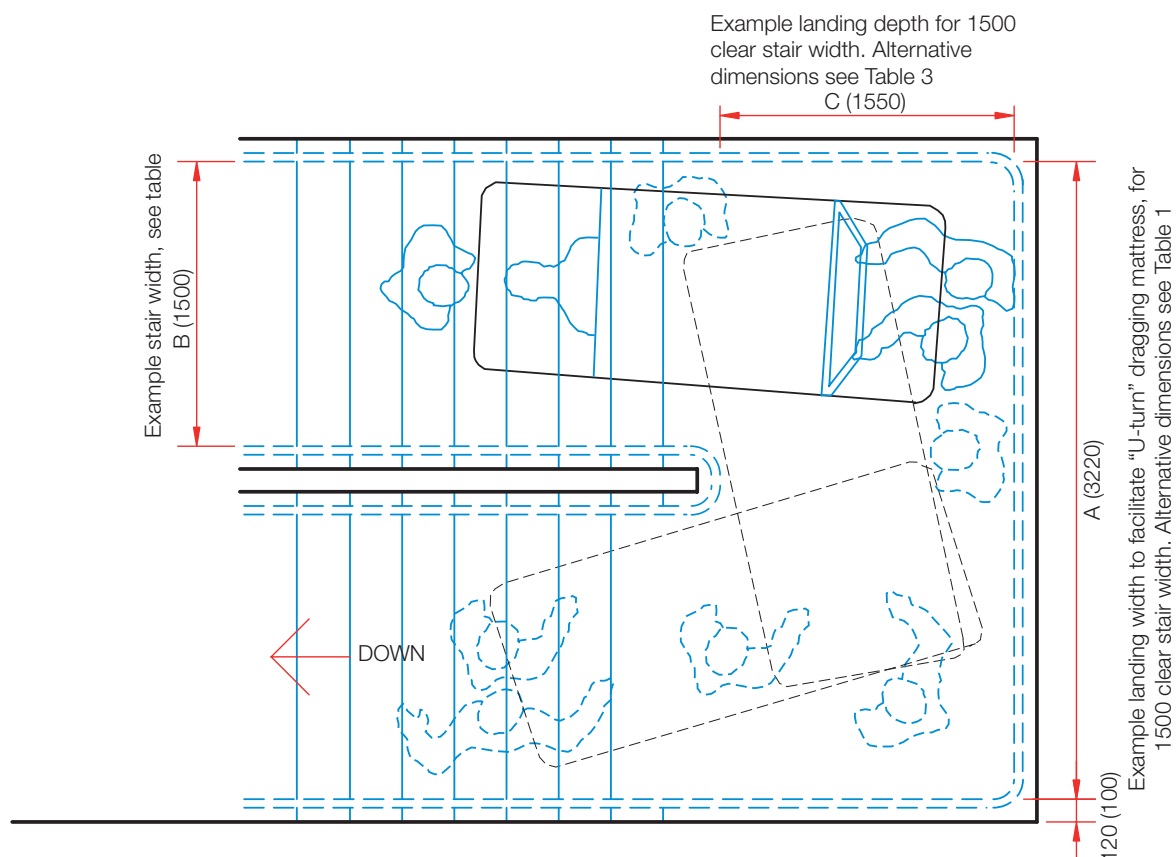 Example landing depth for 1500
clear stair width. Alternative
dimensions see Table 3
C (1550)
Example stair width, see table
B (1500)
DOWN
A (3220)
Example landing width to facilitate “U-turn” dragging mattress, for
1500 clear stair width. Alternative dimensions see Table 1
120 (100)